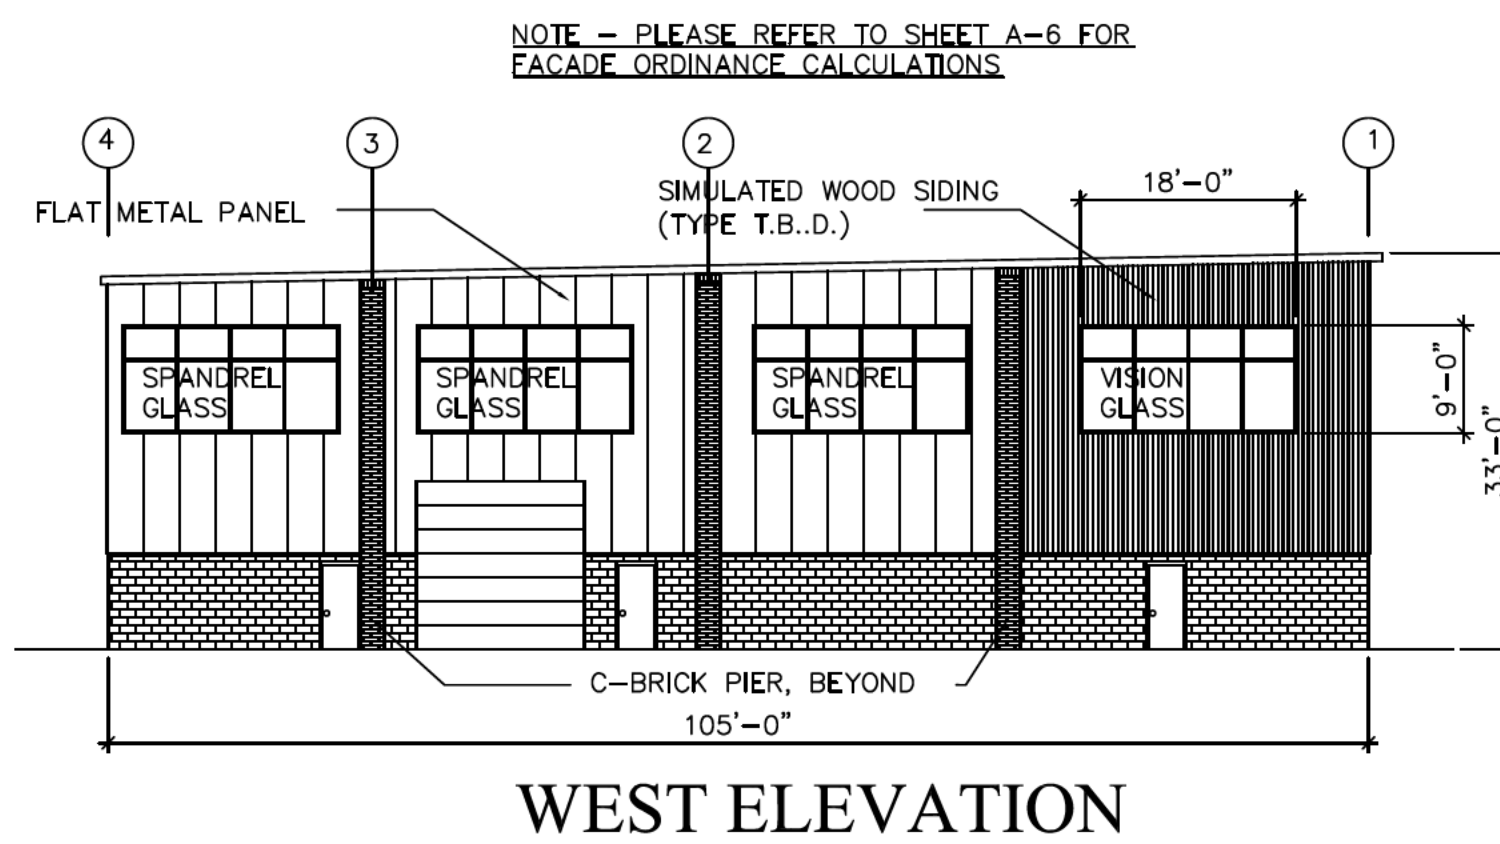 NOTE – PLEASE REFER TO SHEET A–6 FOR
FACADE ORDINANCE CALCULATIONS
4
3
2
1
SIMULATED WOOD SIDING
(TYPE T.B..D.)
18'–0"
FLAT METAL PANEL
SPANDREL
GLASS
SPANDREL
GLASS
SPANDREL
GLASS
VISION
GLASS
9'–0"
33'–0"
C–BRICK PIER, BEYOND
105'–0"
WEST ELEVATION